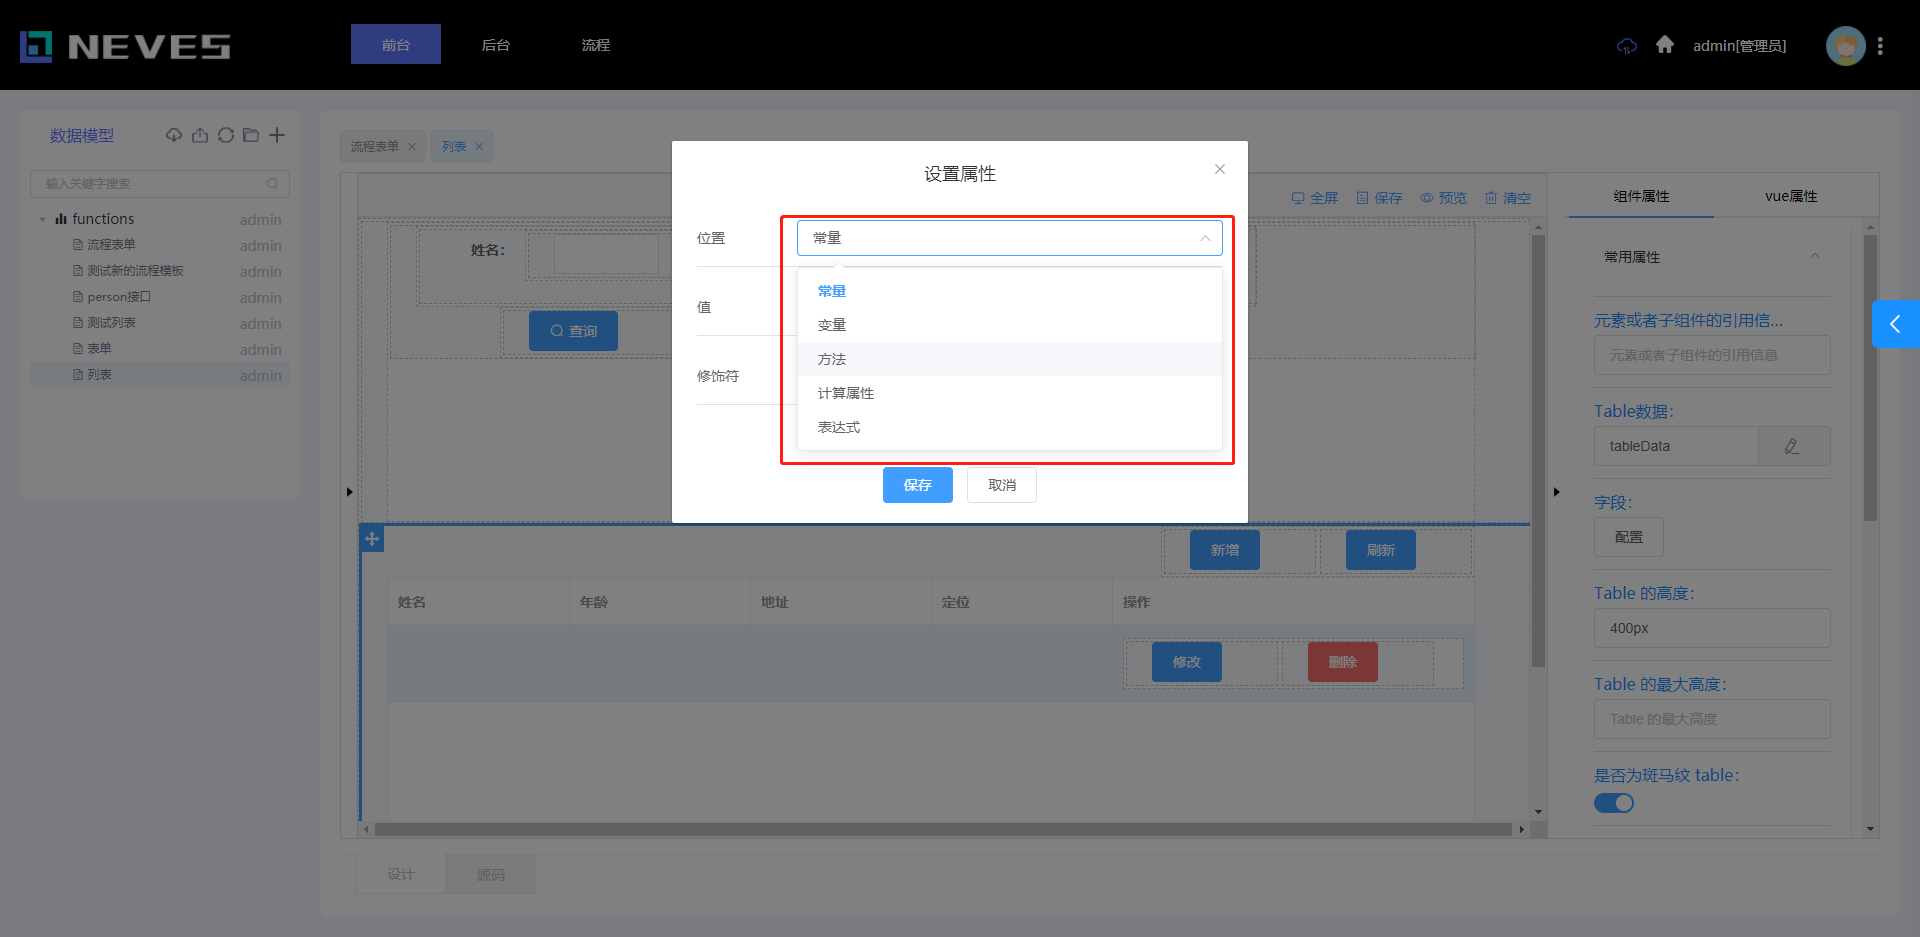 NEVES
前台
后台
流程
admin[管理员]
数据模型
输入关键字搜索
functions admin
流程表单 admin
测试新的流程模板 admin
person接口 admin
测试列表 admin
表单 admin
列表 admin
流程表单
列表
全屏
保存
预览
清空
姓名:
查询
设置属性
位置
常量
值
修饰符
常量
变量
方法
计算属性
表达式
保存
取消
新增
刷新
姓名 年龄 地址 定位 操作
修改
删除
设计
源码
组件属性
vue属性
常用属性
元素或者子组件的引用信...
元素或者子组件的引用信息
Table数据:
tableData
字段:
配置
Table 的高度:
400px
Table 的最大高度:
Table 的最大高度
是否为斑马纹 table: